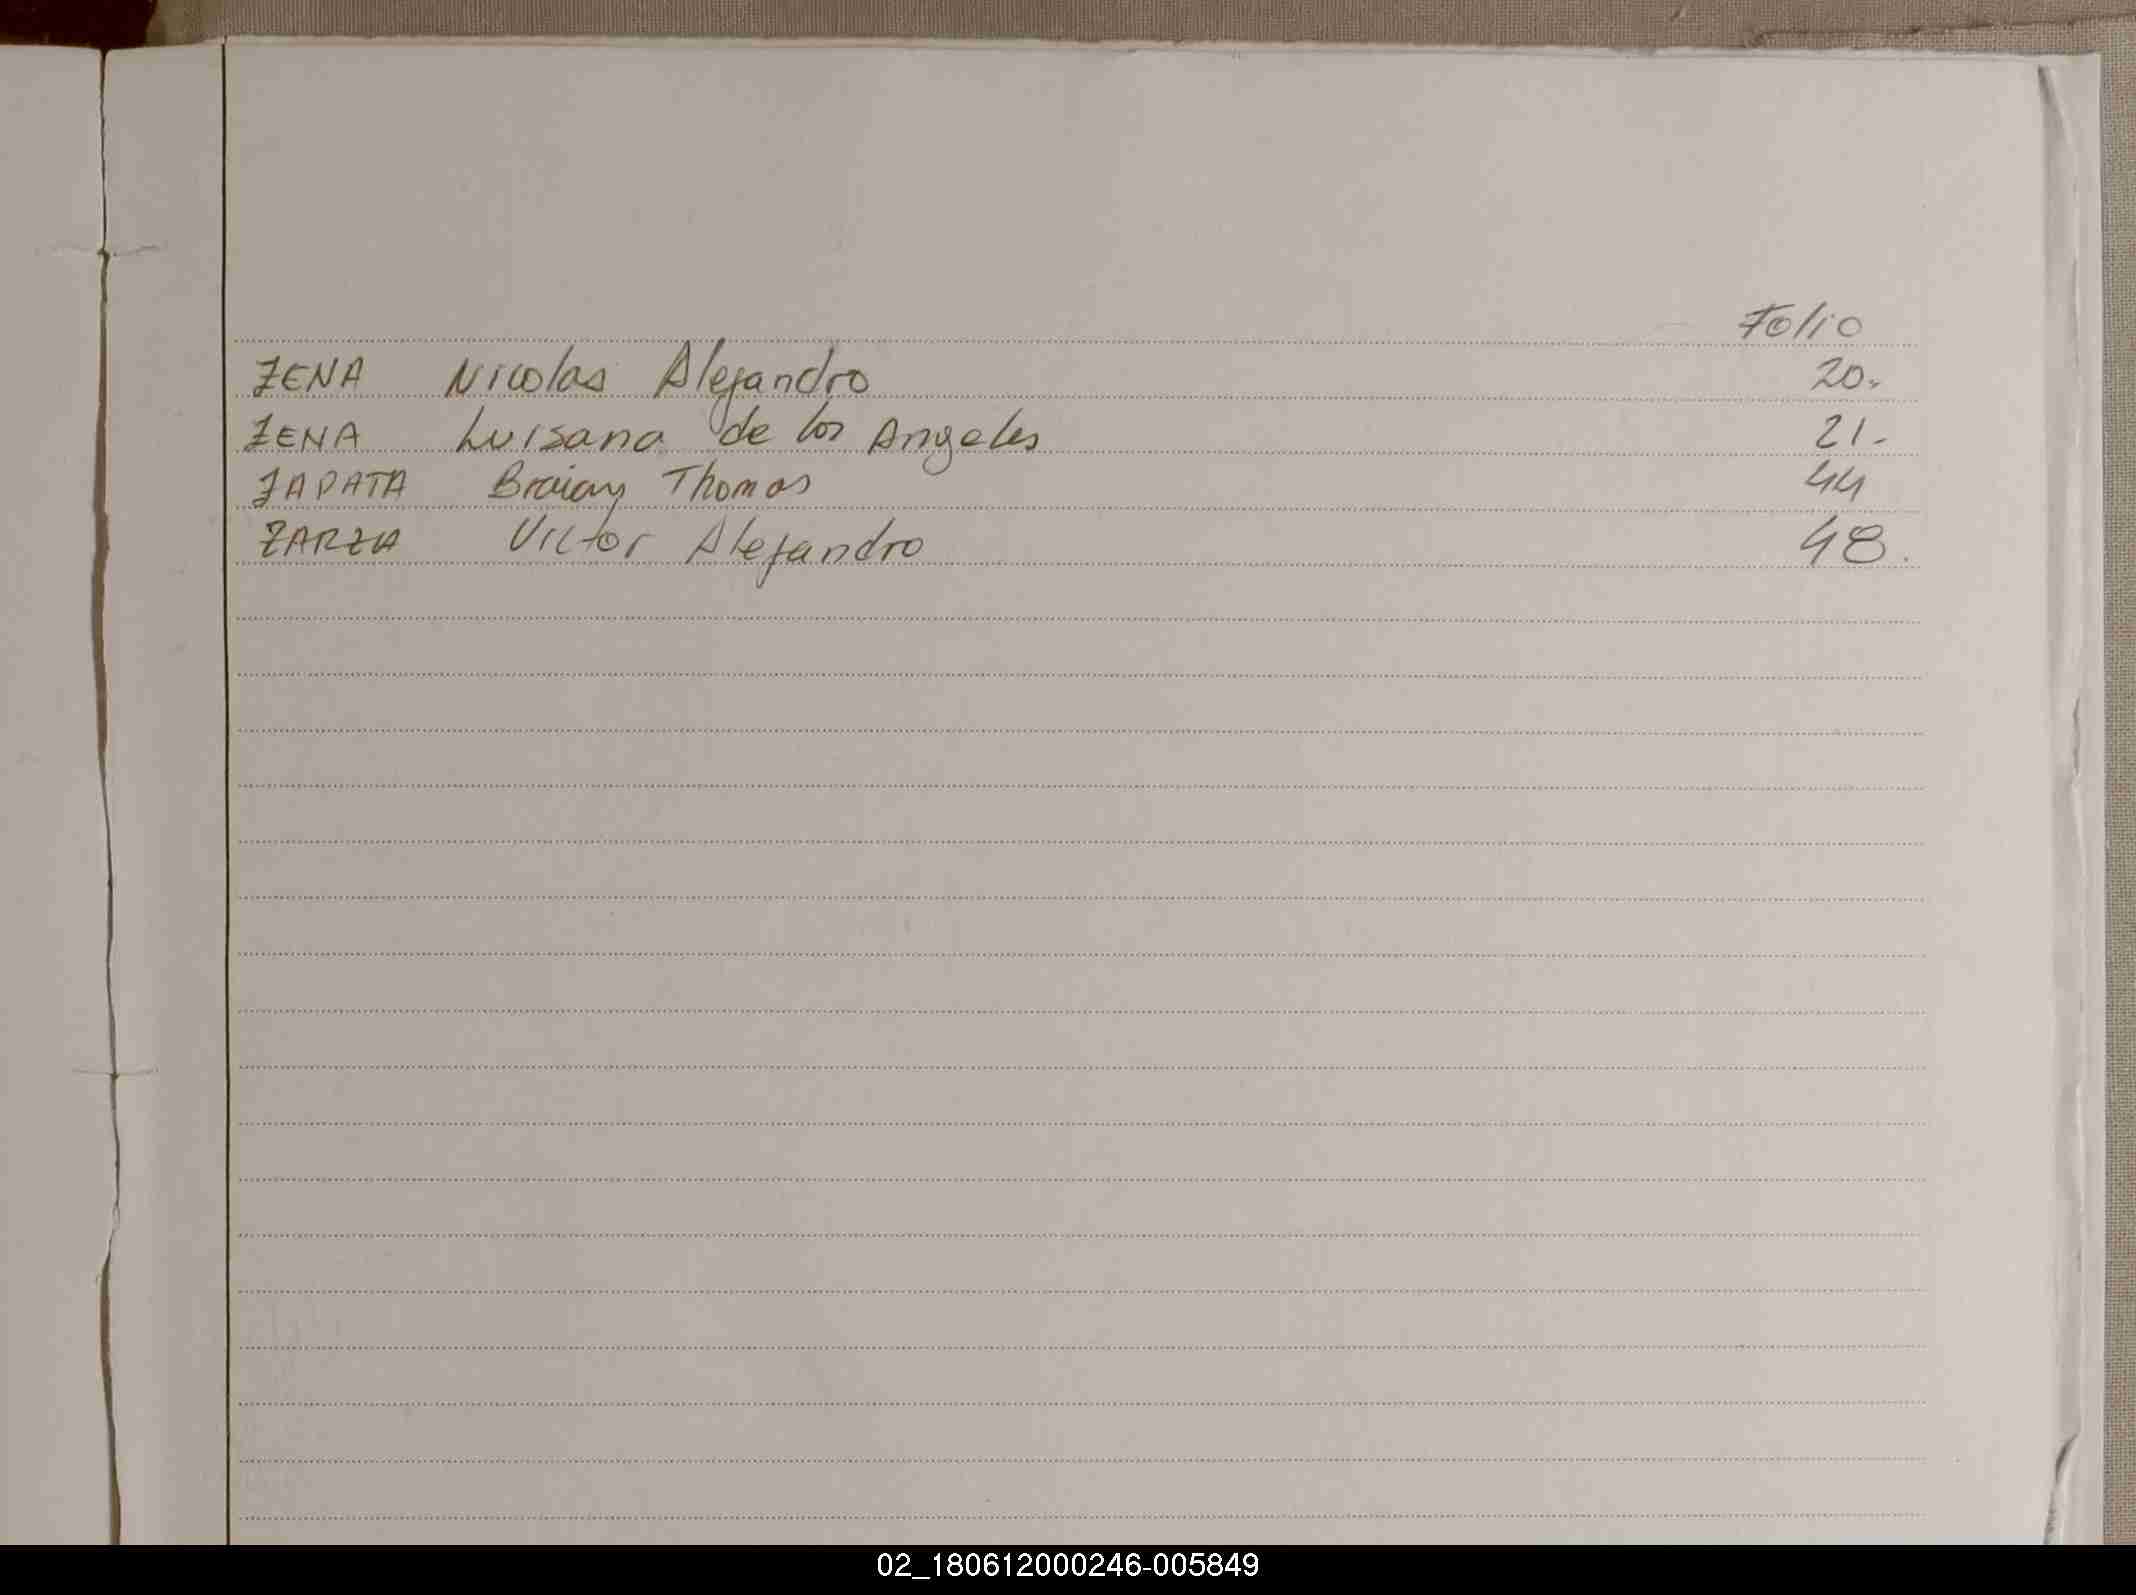 Folio
ZENA Nicolas Alejandro 20.
ZENA Luisana de los Angeles 21-
ZAPATA Braian Thomas 44
ZARZA Victor Alejandro 48.
02_180612000246-005849